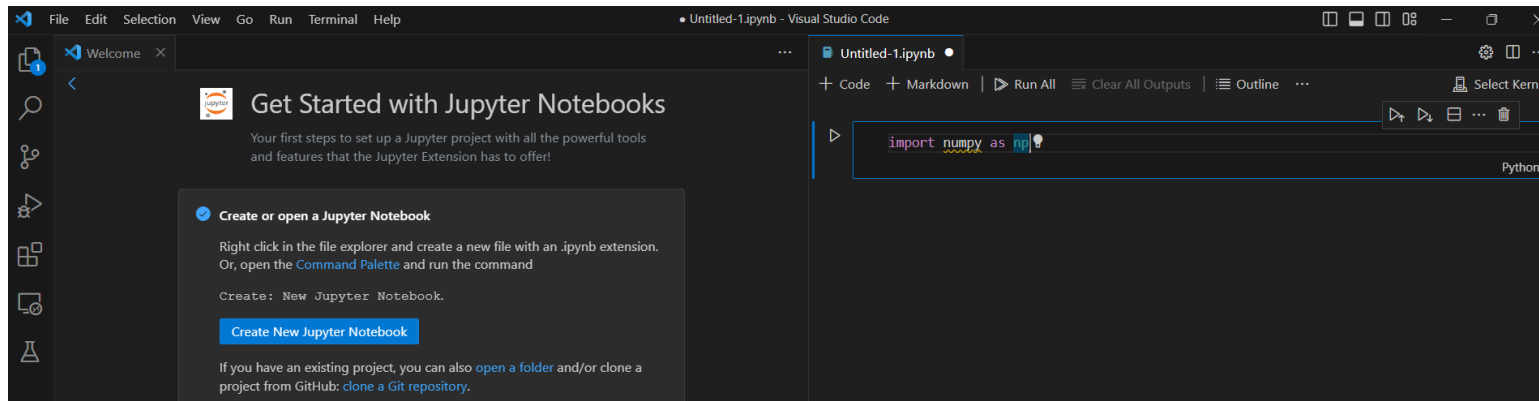 File Edit Selection View Go Run Terminal Help
● Untitled-1.ipynb - Visual Studio Code
1
Welcome
Untitled-1.ipynb
+ Code + Markdown | Run All Clear All Outputs | Outline ...
Select Kern
jupyter
Get Started with Jupyter Notebooks
Your first steps to set up a Jupyter project with all the powerful tools
and features that the Jupyter Extension has to offer!
Create or open a Jupyter Notebook
Right click in the file explorer and create a new file with an .ipynb extension.
Or, open the Command Palette and run the command
Create: New Jupyter Notebook.
Create New Jupyter Notebook
If you have an existing project, you can also open a folder and/or clone a
project from GitHub: clone a Git repository.
import numpy as np
Python